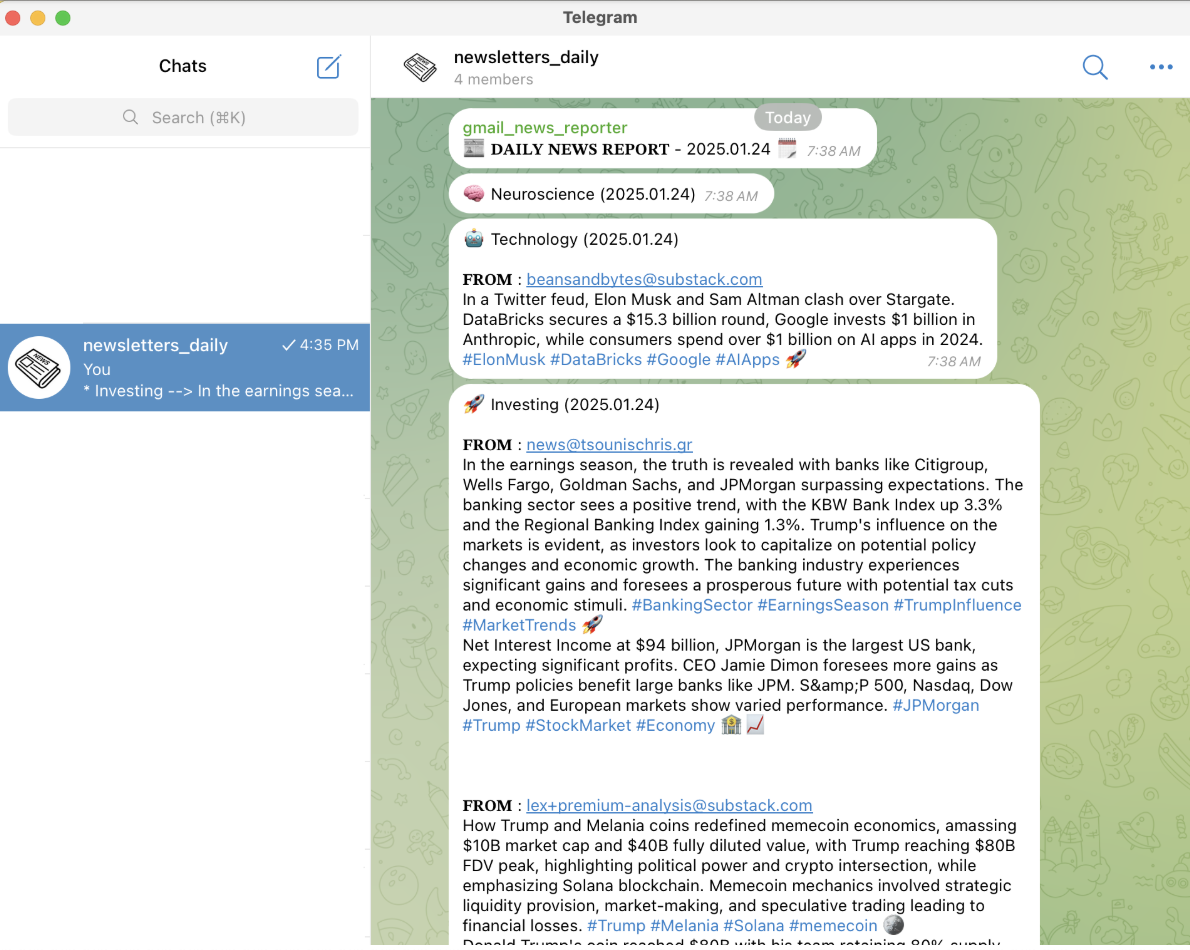 Telegram
Chats
Search (⌘K)
newsletters_daily
4:35 PM
You
* Investing --> In the earnings sea...
newsletters_daily
4 members
Today
gmail_news_reporter
📰 DAILY NEWS REPORT - 2025.01.24 🗓 7:38 AM
🧠 Neuroscience (2025.01.24) 7:38 AM
🤖 Technology (2025.01.24)
FROM : beansandbytes@substack.com
In a Twitter feud, Elon Musk and Sam Altman clash over Stargate.
DataBricks secures a $15.3 billion round, Google invests $1 billion in
Anthropic, while consumers spend over $1 billion on AI apps in 2024.
#ElonMusk #DataBricks #Google #AIApps 🚀 7:38 AM
🚀 Investing (2025.01.24)
FROM : news@tsounischris.gr
In the earnings season, the truth is revealed with banks like Citigroup,
Wells Fargo, Goldman Sachs, and JPMorgan surpassing expectations. The
banking sector sees a positive trend, with the KBW Bank Index up 3.3%
and the Regional Banking Index gaining 1.3%. Trump's influence on the
markets is evident, as investors look to capitalize on potential policy
changes and economic growth. The banking industry experiences
significant gains and foresees a prosperous future with potential tax cuts
and economic stimuli. #BankingSector #EarningsSeason #TrumpInfluence
#MarketTrends 🚀
Net Interest Income at $94 billion, JPMorgan is the largest US bank,
expecting significant profits. CEO Jamie Dimon foresees more gains as
Trump policies benefit large banks like JPM. S&amp;P 500, Nasdaq, Dow
Jones, and European markets show varied performance. #JPMorgan
#Trump #StockMarket #Economy 🏦 📈
FROM : lex+premium-analysis@substack.com
How Trump and Melania coins redefined memecoin economics, amassing
$10B market cap and $40B fully diluted value, with Trump reaching $80B
FDV peak, highlighting political power and crypto intersection, while
emphasizing Solana blockchain. Memecoin mechanics involved strategic
liquidity provision, market-making, and speculative trading leading to
financial losses. #Trump #Melania #Solana #memecoin 🌖
Donald Trump's coin reached $80B with his team retaining 80% supply